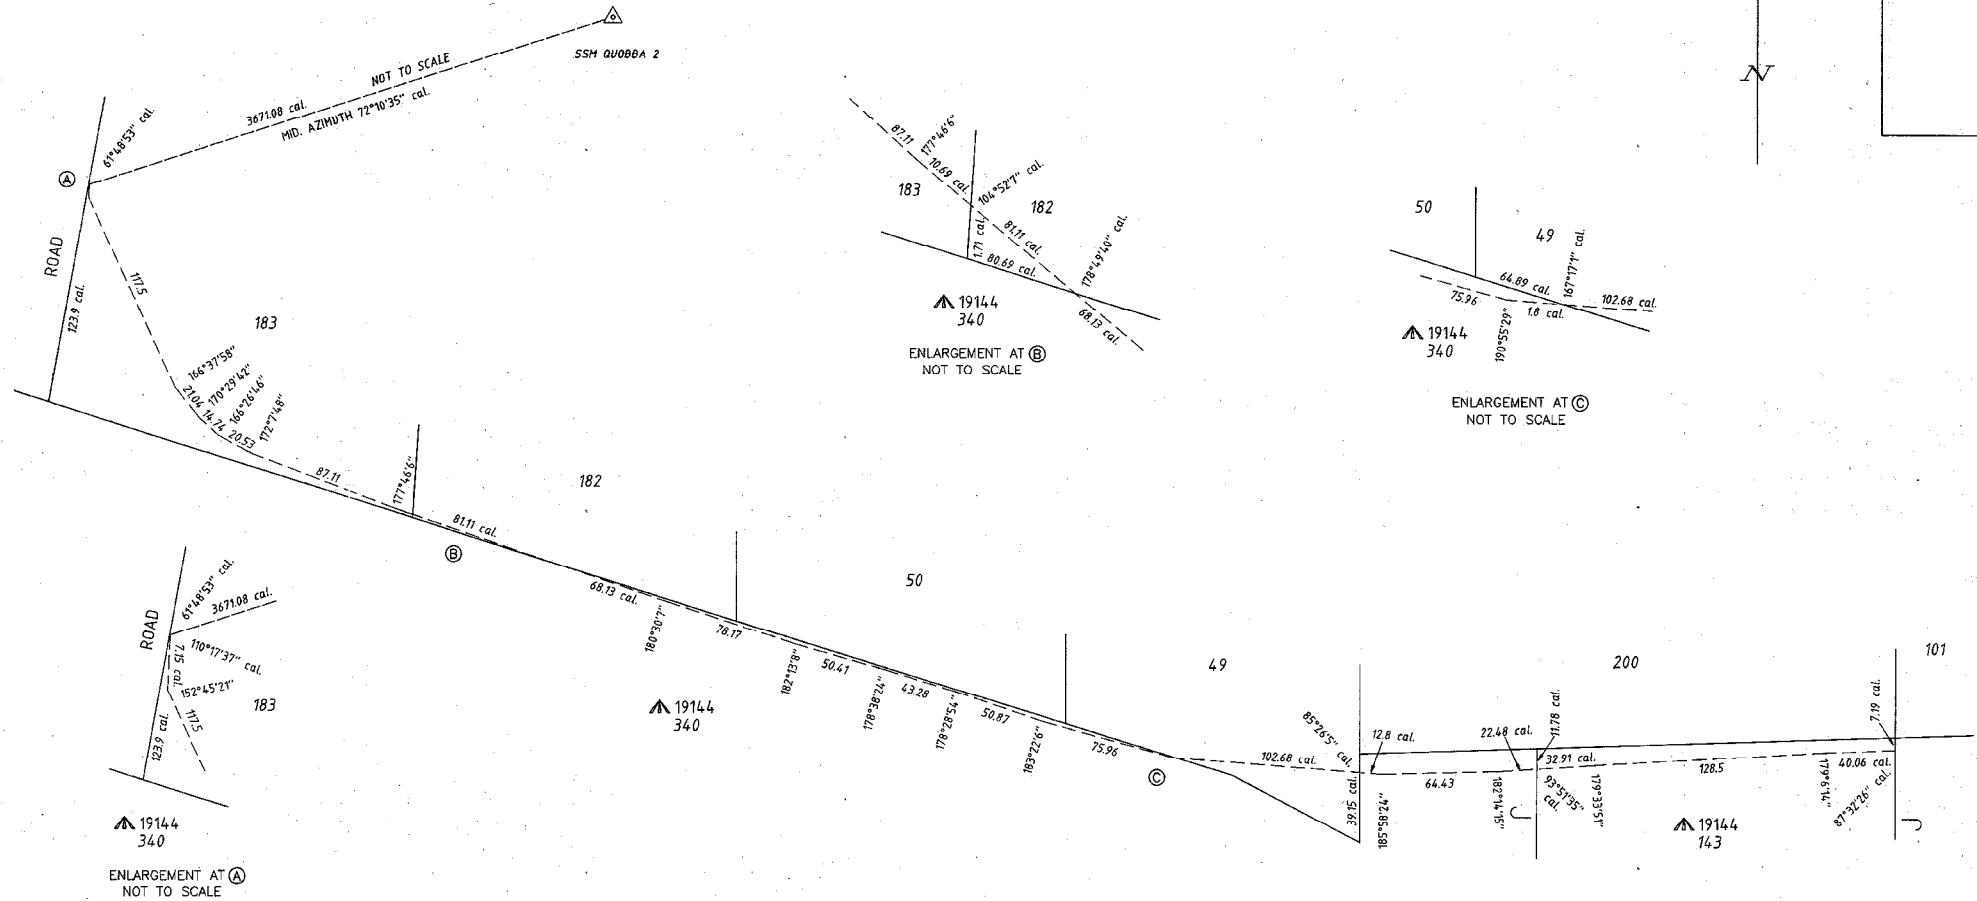 SSM QUOBBA 2
NOT TO SCALE
3671.08 cal.
MID. AZIMUTH 72°10'35" cal.
61°48'53" cal.
A
ROAD
123.9 cal.
117.5
183
166°37'58"
21.04
170°29'42"
14.74
166°26'46"
20.53
172°7'48"
87.11
177°46'6"
182
81.11 cal.
B
68.13 cal.
180°30'7"
78.17
50
182°13'8"
50.41
178°38'24"
43.28
178°28'54"
50.87
183°22'6"
75.96
C
49
19144
340
102.68 cal.
85°26'5" cal.
12.8 cal.
39.15 cal.
185°58'24"
64.43
22.48 cal.
182°14'15"
11.78 cal.
32.91 cal.
93°51'35"
cal.
179°33'51"
128.5
200
179°9'14"
7.19 cal.
40.06 cal.
87°32'26" cal.
101
19144
143
N
87.11
177°46'6"
10.69 cal.
183
104°52'7" cal.
182
1.71 cal.
81.11 cal.
80.69 cal.
178°49'40" cal.
68.13 cal.
19144
340
ENLARGEMENT AT B
NOT TO SCALE
50
49
64.89 cal.
167°17'1" cal.
75.96
1.8 cal.
102.68 cal.
190°55'29"
19144
340
ENLARGEMENT AT C
NOT TO SCALE
ROAD
61°48'53" cal.
3671.08 cal.
110°17'37" cal.
7.15 cal.
152°45'21"
183
117.5
123.9 cal.
19144
340
ENLARGEMENT AT A
NOT TO SCALE